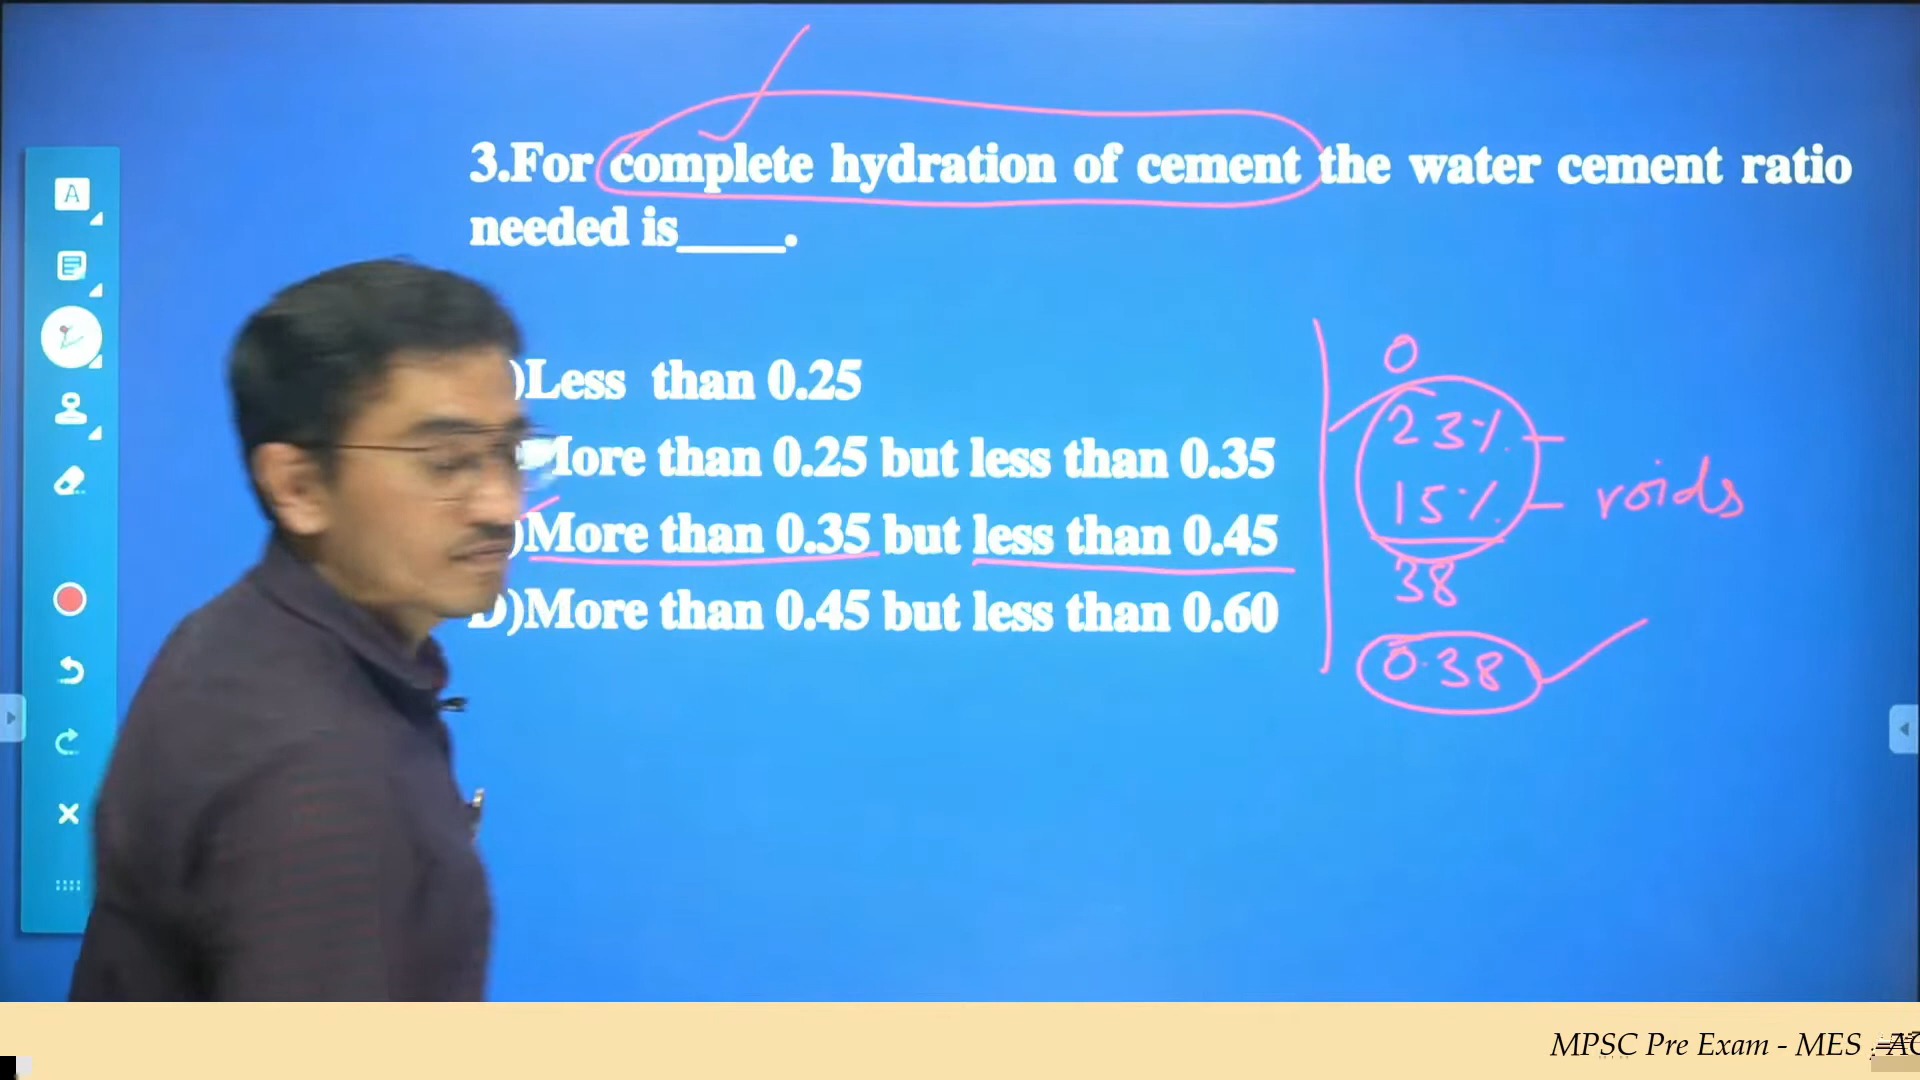 3.For complete hydration of cement the water cement ratio
needed is____.
)Less than 0.25
More than 0.25 but less than 0.35
)More than 0.35 but less than 0.45
D)More than 0.45 but less than 0.60
A
0
23%
15% voids
38
0.38
MPSC Pre Exam - MES